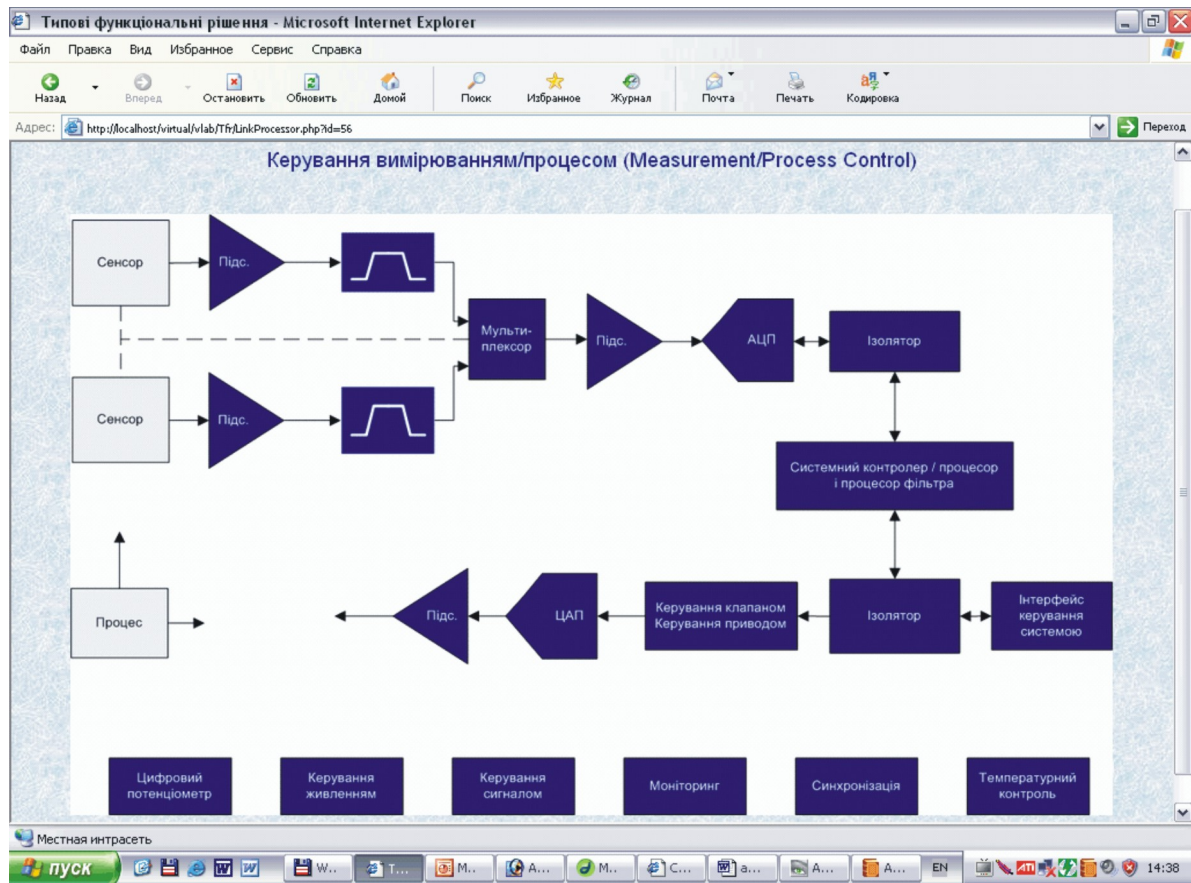 Типові функціональні рішення - Microsoft Internet Explorer
Файл Правка Вид Избранное Сервис Справка
Назад Вперед Остановить Обновить Домой Поиск Избранное Журнал Почта Печать Кодировка
Адрес: http://localhost/virtual/vlab/Tfr/LinkProcessor.php?id=56 Переход
Керування вимірюванням/процесом (Measurement/Process Control)
Сенсор
Підс.
Мульти-
плексор
Підс.
АЦП
Ізолятор
Сенсор
Підс.
Системний контролер / процесор
і процесор фільтра
Процес
Підс.
ЦАП
Керування клапаном
Керування приводом
Ізолятор
Інтерфейс
керування
системою
Цифровий
потенціометр
Керування
живленням
Керування
сигналом
Моніторинг
Синхронізація
Температурний
контроль
Местная интрасеть
пуск W.. Т... М.. А... М.. С... а... А... А... EN 14:38